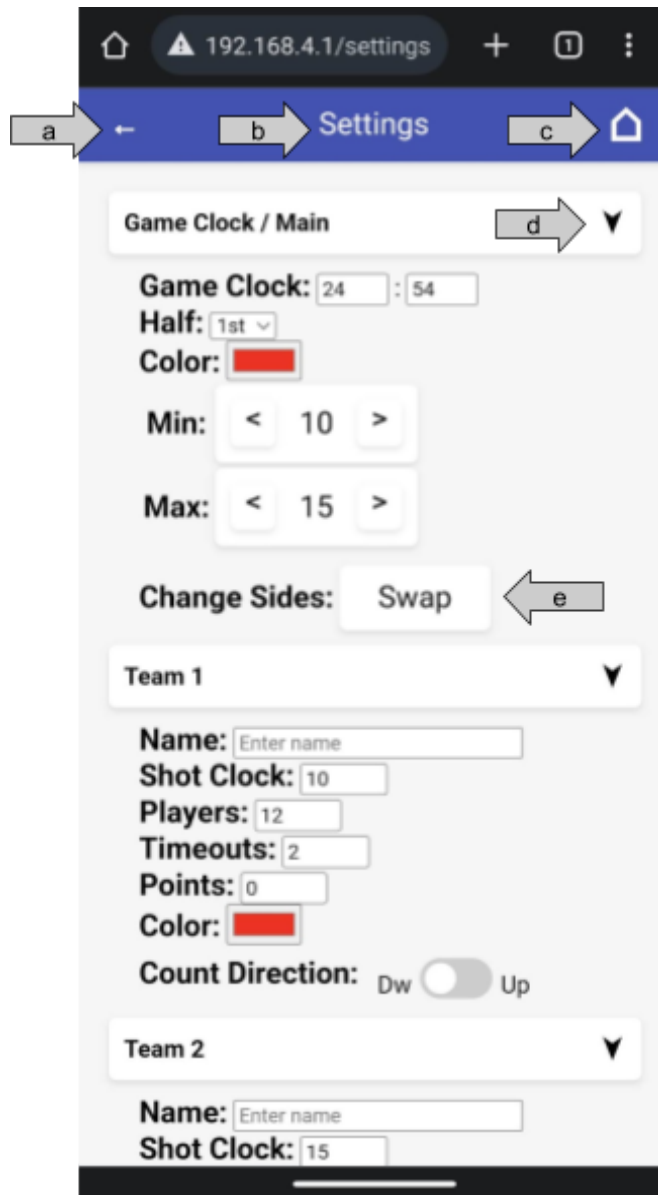 192.168.4.1/settings 1
a b Settings c
Game Clock / Main d
Game Clock: 24 : 54
Half: 1st
Color:
Min: < 10 >
Max: < 15 >
Change Sides: Swap e
Team 1
Name: Enter name
Shot Clock: 10
Players: 12
Timeouts: 2
Points: 0
Color:
Count Direction: Dw Up
Team 2
Name: Enter name
Shot Clock: 15